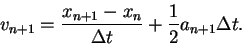 $$v_{n+1} = \frac{x_{n+1} - x_n}{\Delta t} + \frac{1}{2} a_{n+1} \Delta t.$$